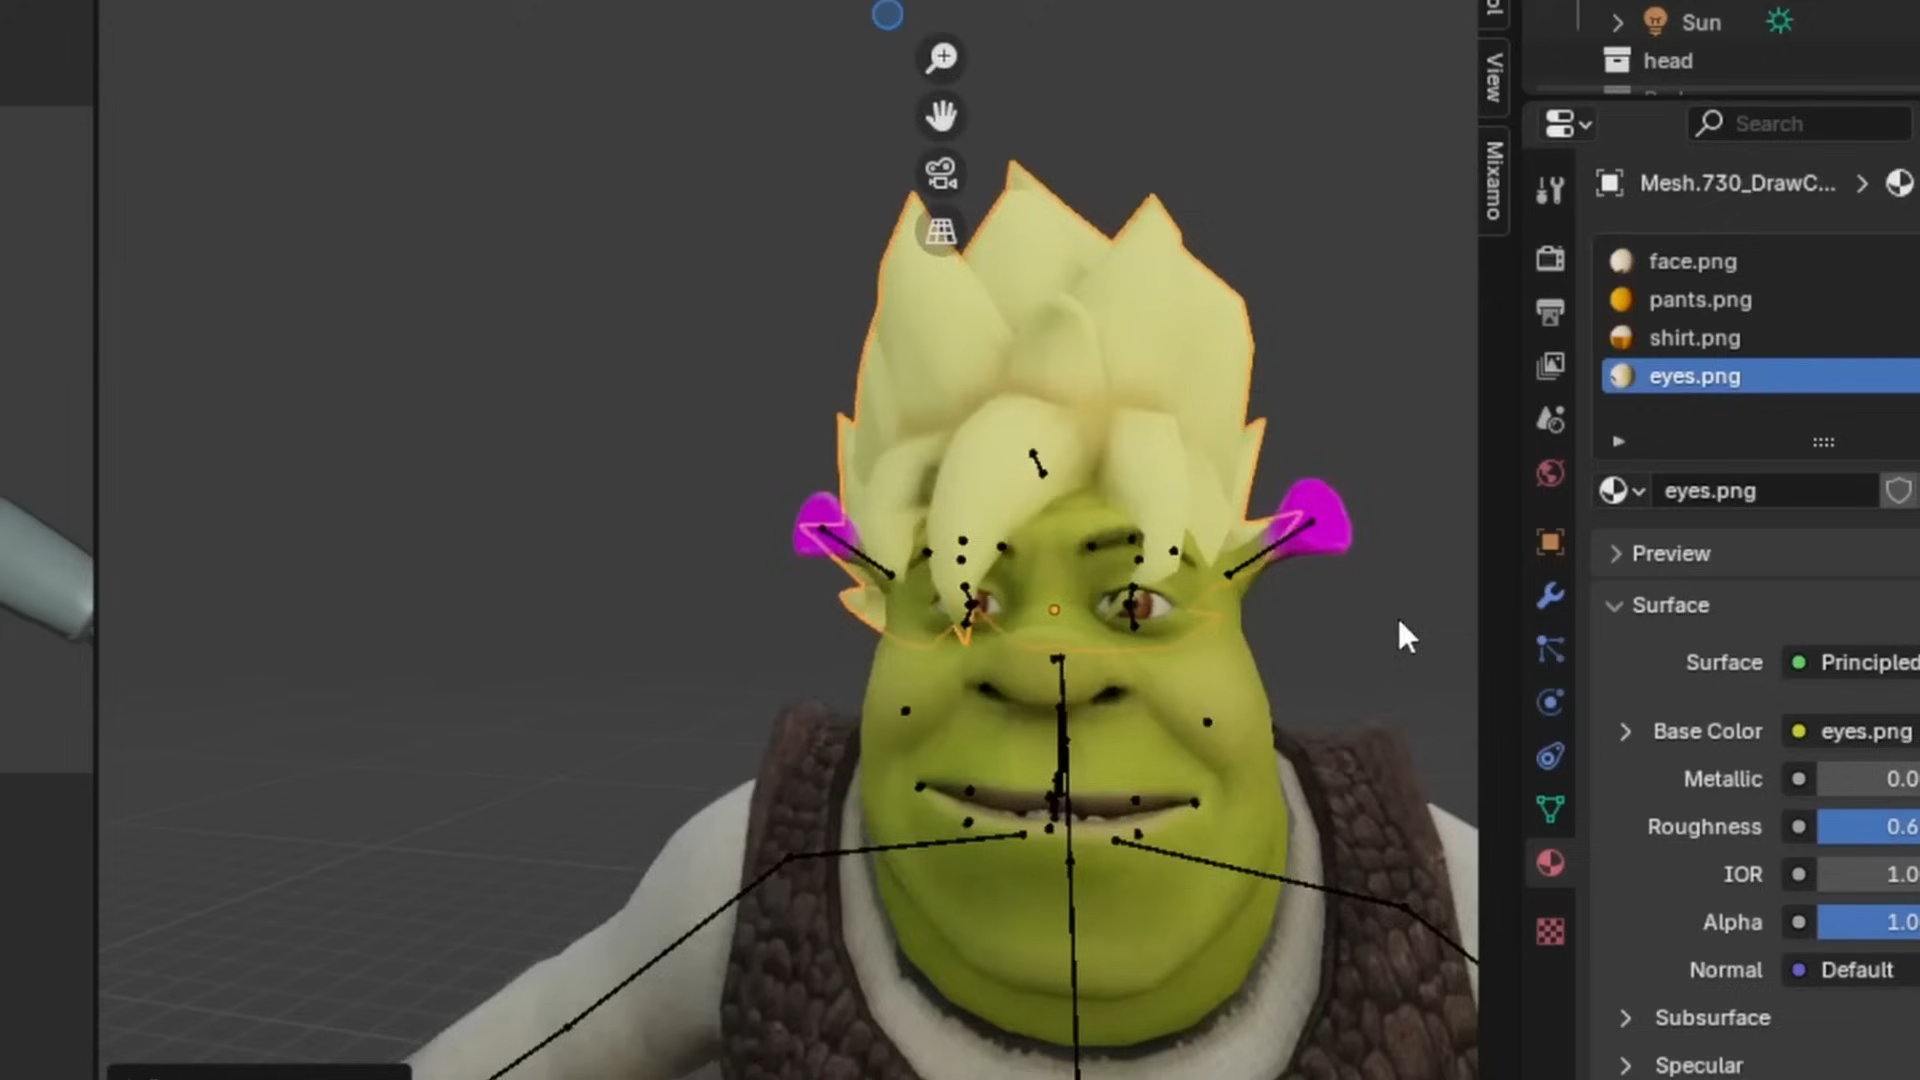 View
Mixamo
Sun
head
Search
Mesh.730_DrawC...
face.png
pants.png
shirt.png
eyes.png
eyes.png
Preview
Surface
Surface
Principled
Base Color
eyes.png
Metallic
0.0
Roughness
0.6
IOR
1.0
Alpha
1.0
Normal
Default
Subsurface
Specular